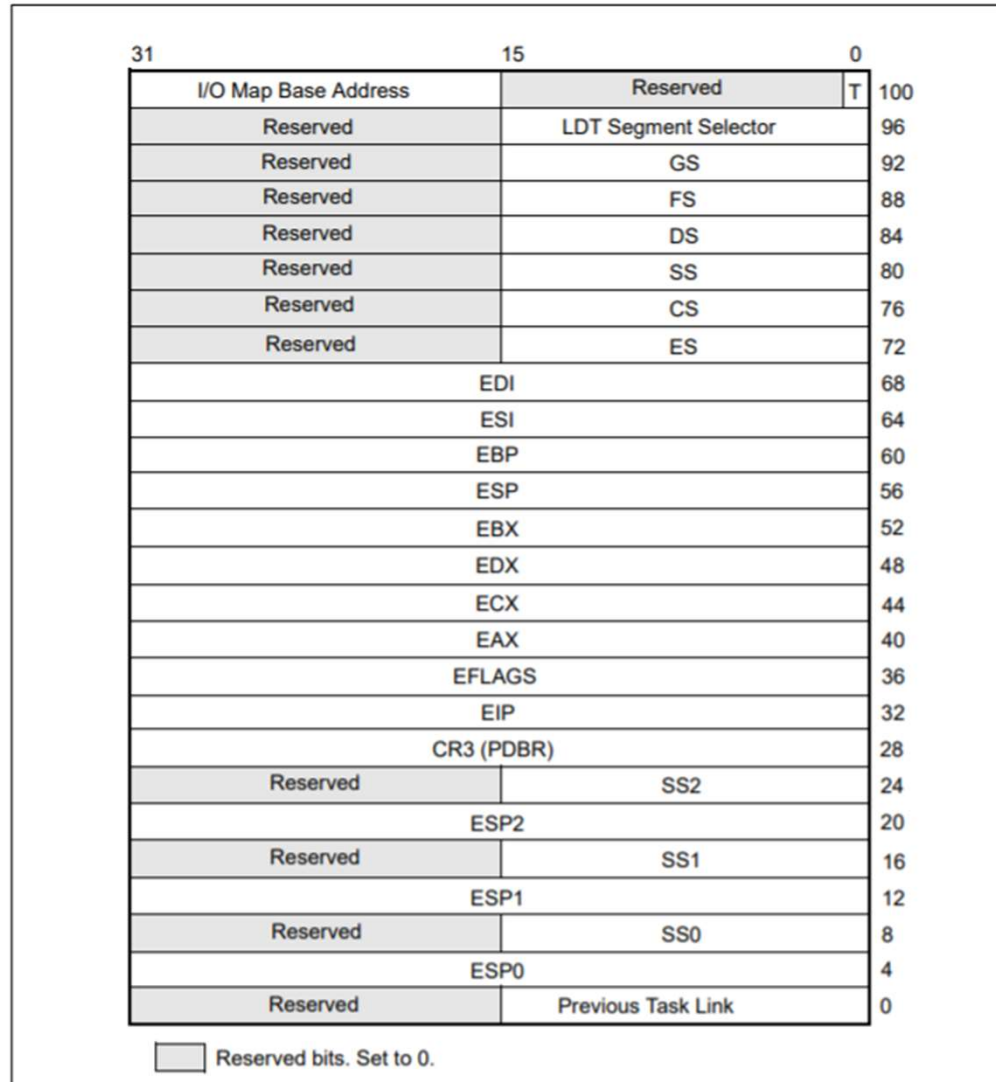 31 15 0
I/O Map Base Address Reserved T 100
Reserved LDT Segment Selector 96
Reserved GS 92
Reserved FS 88
Reserved DS 84
Reserved SS 80
Reserved CS 76
Reserved ES 72
EDI 68
ESI 64
EBP 60
ESP 56
EBX 52
EDX 48
ECX 44
EAX 40
EFLAGS 36
EIP 32
CR3 (PDBR) 28
Reserved SS2 24
ESP2 20
Reserved SS1 16
ESP1 12
Reserved SS0 8
ESP0 4
Reserved Previous Task Link 0
Reserved bits. Set to 0.